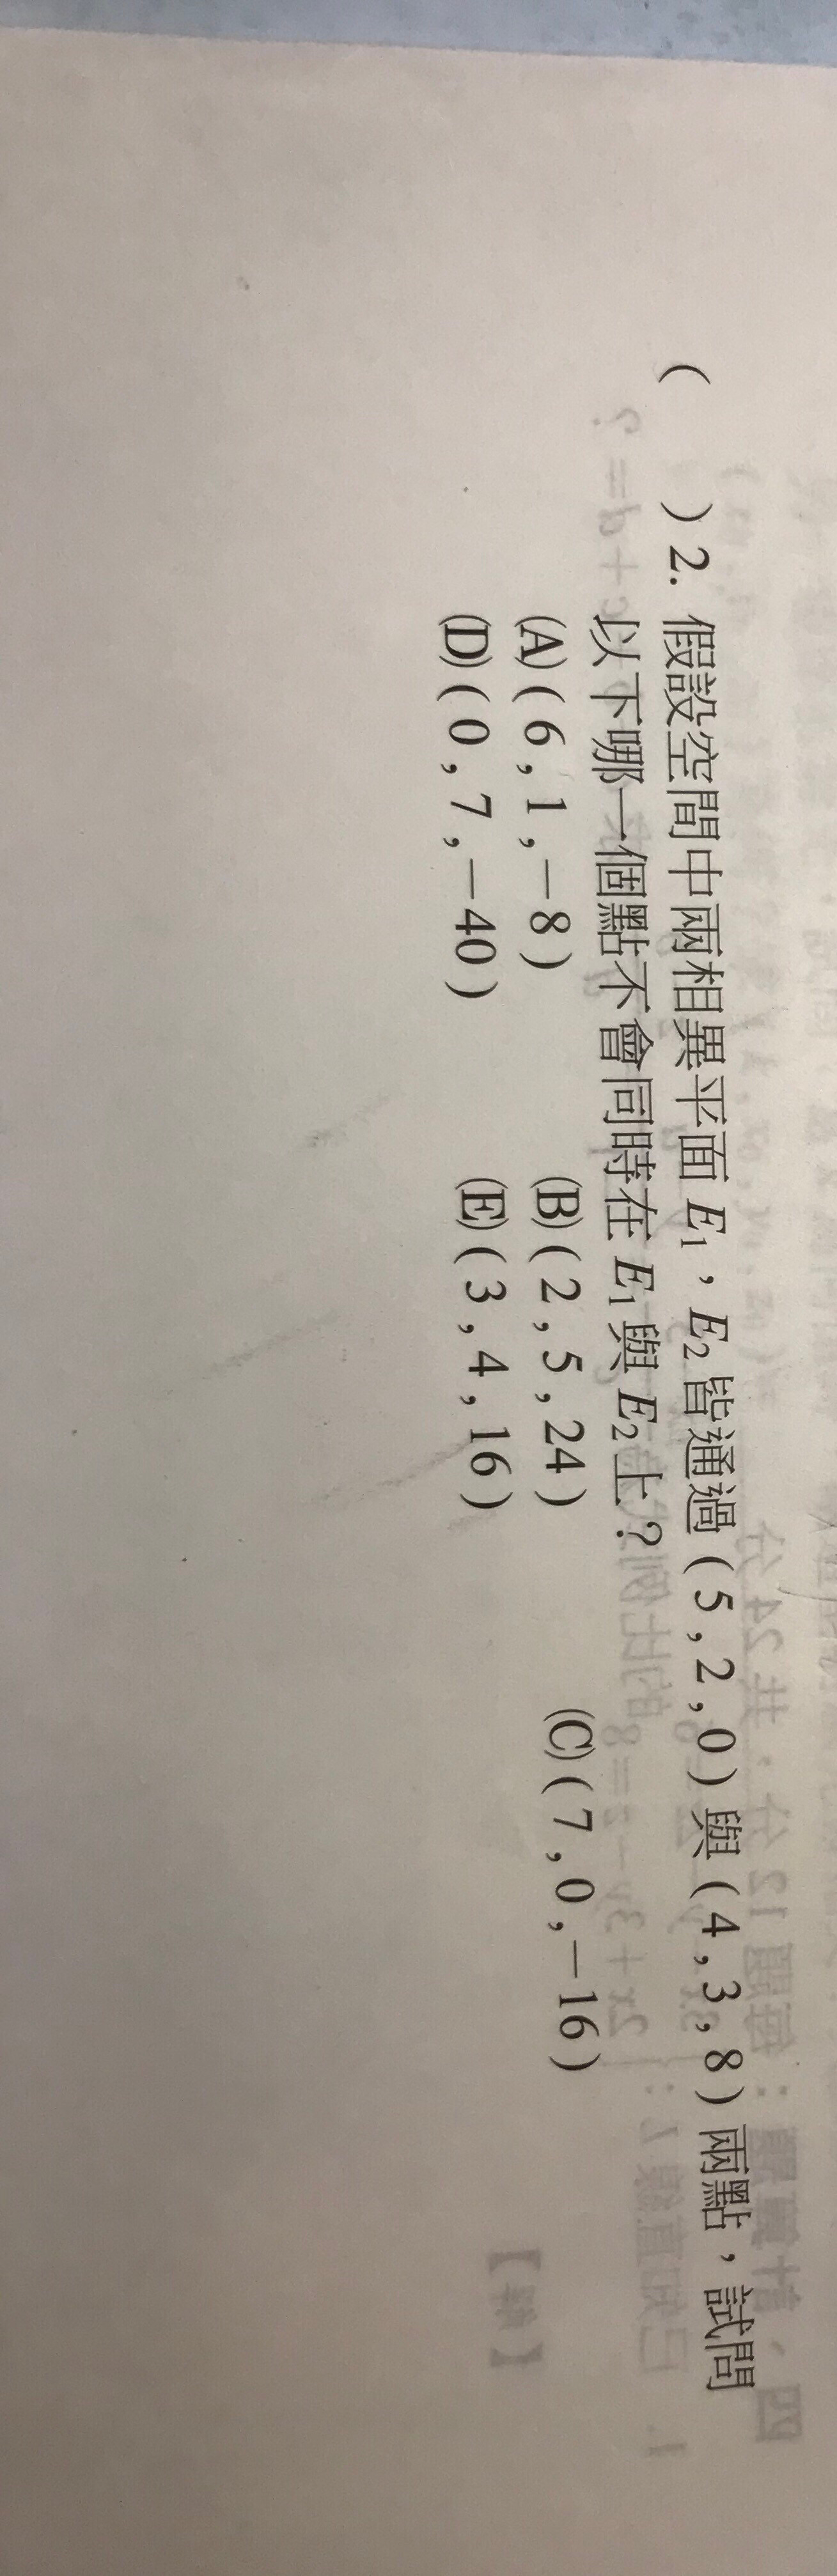 (　　) 2. 假設空間中兩相異平面 E1，E2 皆通過 ( 5 , 2 , 0 ) 與 ( 4 , 3 , 8 ) 兩點，試問
以下哪一個點不會同時在 E1 與 E2 上？
(A) ( 6 , 1 , −8 )　(B) ( 2 , 5 , 24 )　(C) ( 7 , 0 , −16 )
(D) ( 0 , 7 , −40 )　(E) ( 3 , 4 , 16 )